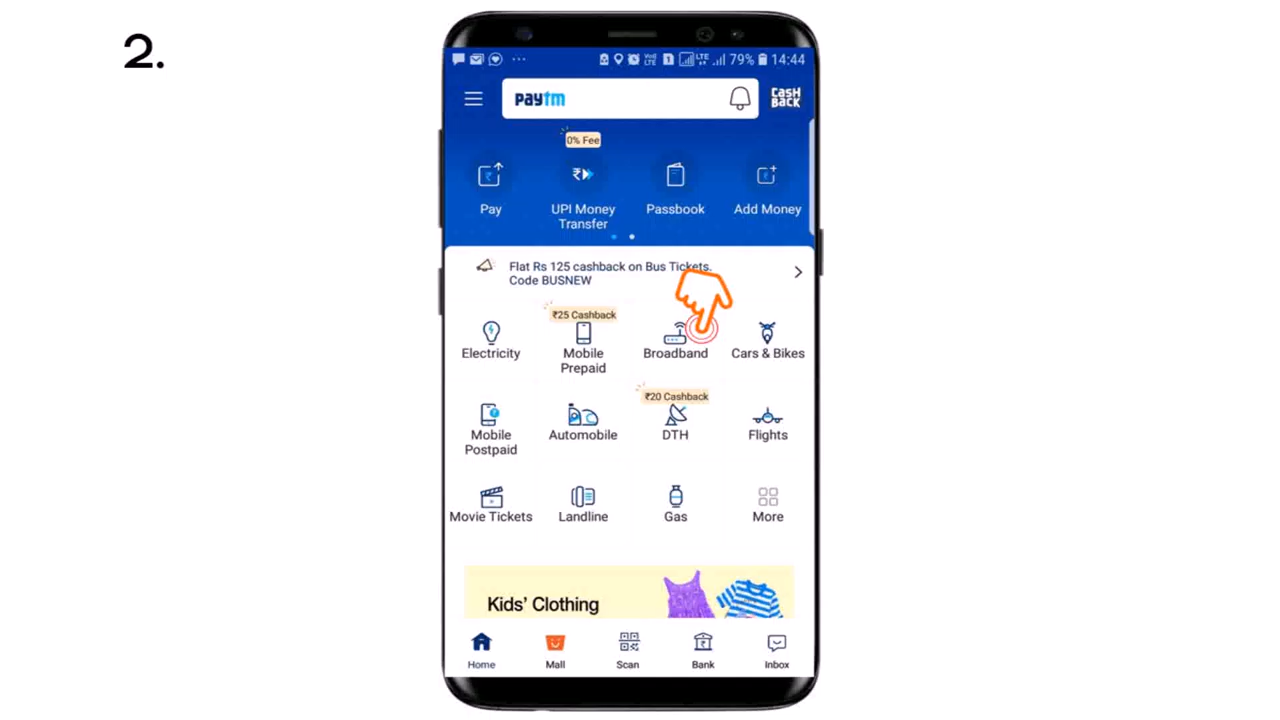 2.
79% 14:44
paytm
CASH
BACK
0% Fee
Pay
UPI Money
Transfer
Passbook
Add Money
Flat Rs 125 cashback on Bus Tickets.
Code BUSNEW
₹25 Cashback
Electricity
Mobile
Prepaid
Broadband
Cars & Bikes
₹20 Cashback
Mobile
Postpaid
Automobile
DTH
Flights
Movie Tickets
Landline
Gas
More
Kids' Clothing
Home
Mall
Scan
Bank
Inbox